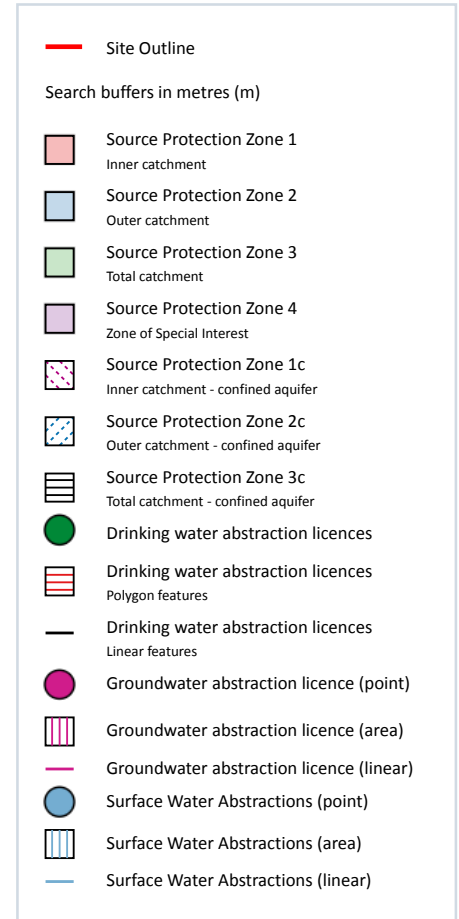 Site Outline
Search buffers in metres (m)
Source Protection Zone 1
Inner catchment
Source Protection Zone 2
Outer catchment
Source Protection Zone 3
Total catchment
Source Protection Zone 4
Zone of Special Interest
Source Protection Zone 1c
Inner catchment - confined aquifer
Source Protection Zone 2c
Outer catchment - confined aquifer
Source Protection Zone 3c
Total catchment - confined aquifer
Drinking water abstraction licences
Drinking water abstraction licences
Polygon features
Drinking water abstraction licences
Linear features
Groundwater abstraction licence (point)
Groundwater abstraction licence (area)
Groundwater abstraction licence (linear)
Surface Water Abstractions (point)
Surface Water Abstractions (area)
Surface Water Abstractions (linear)